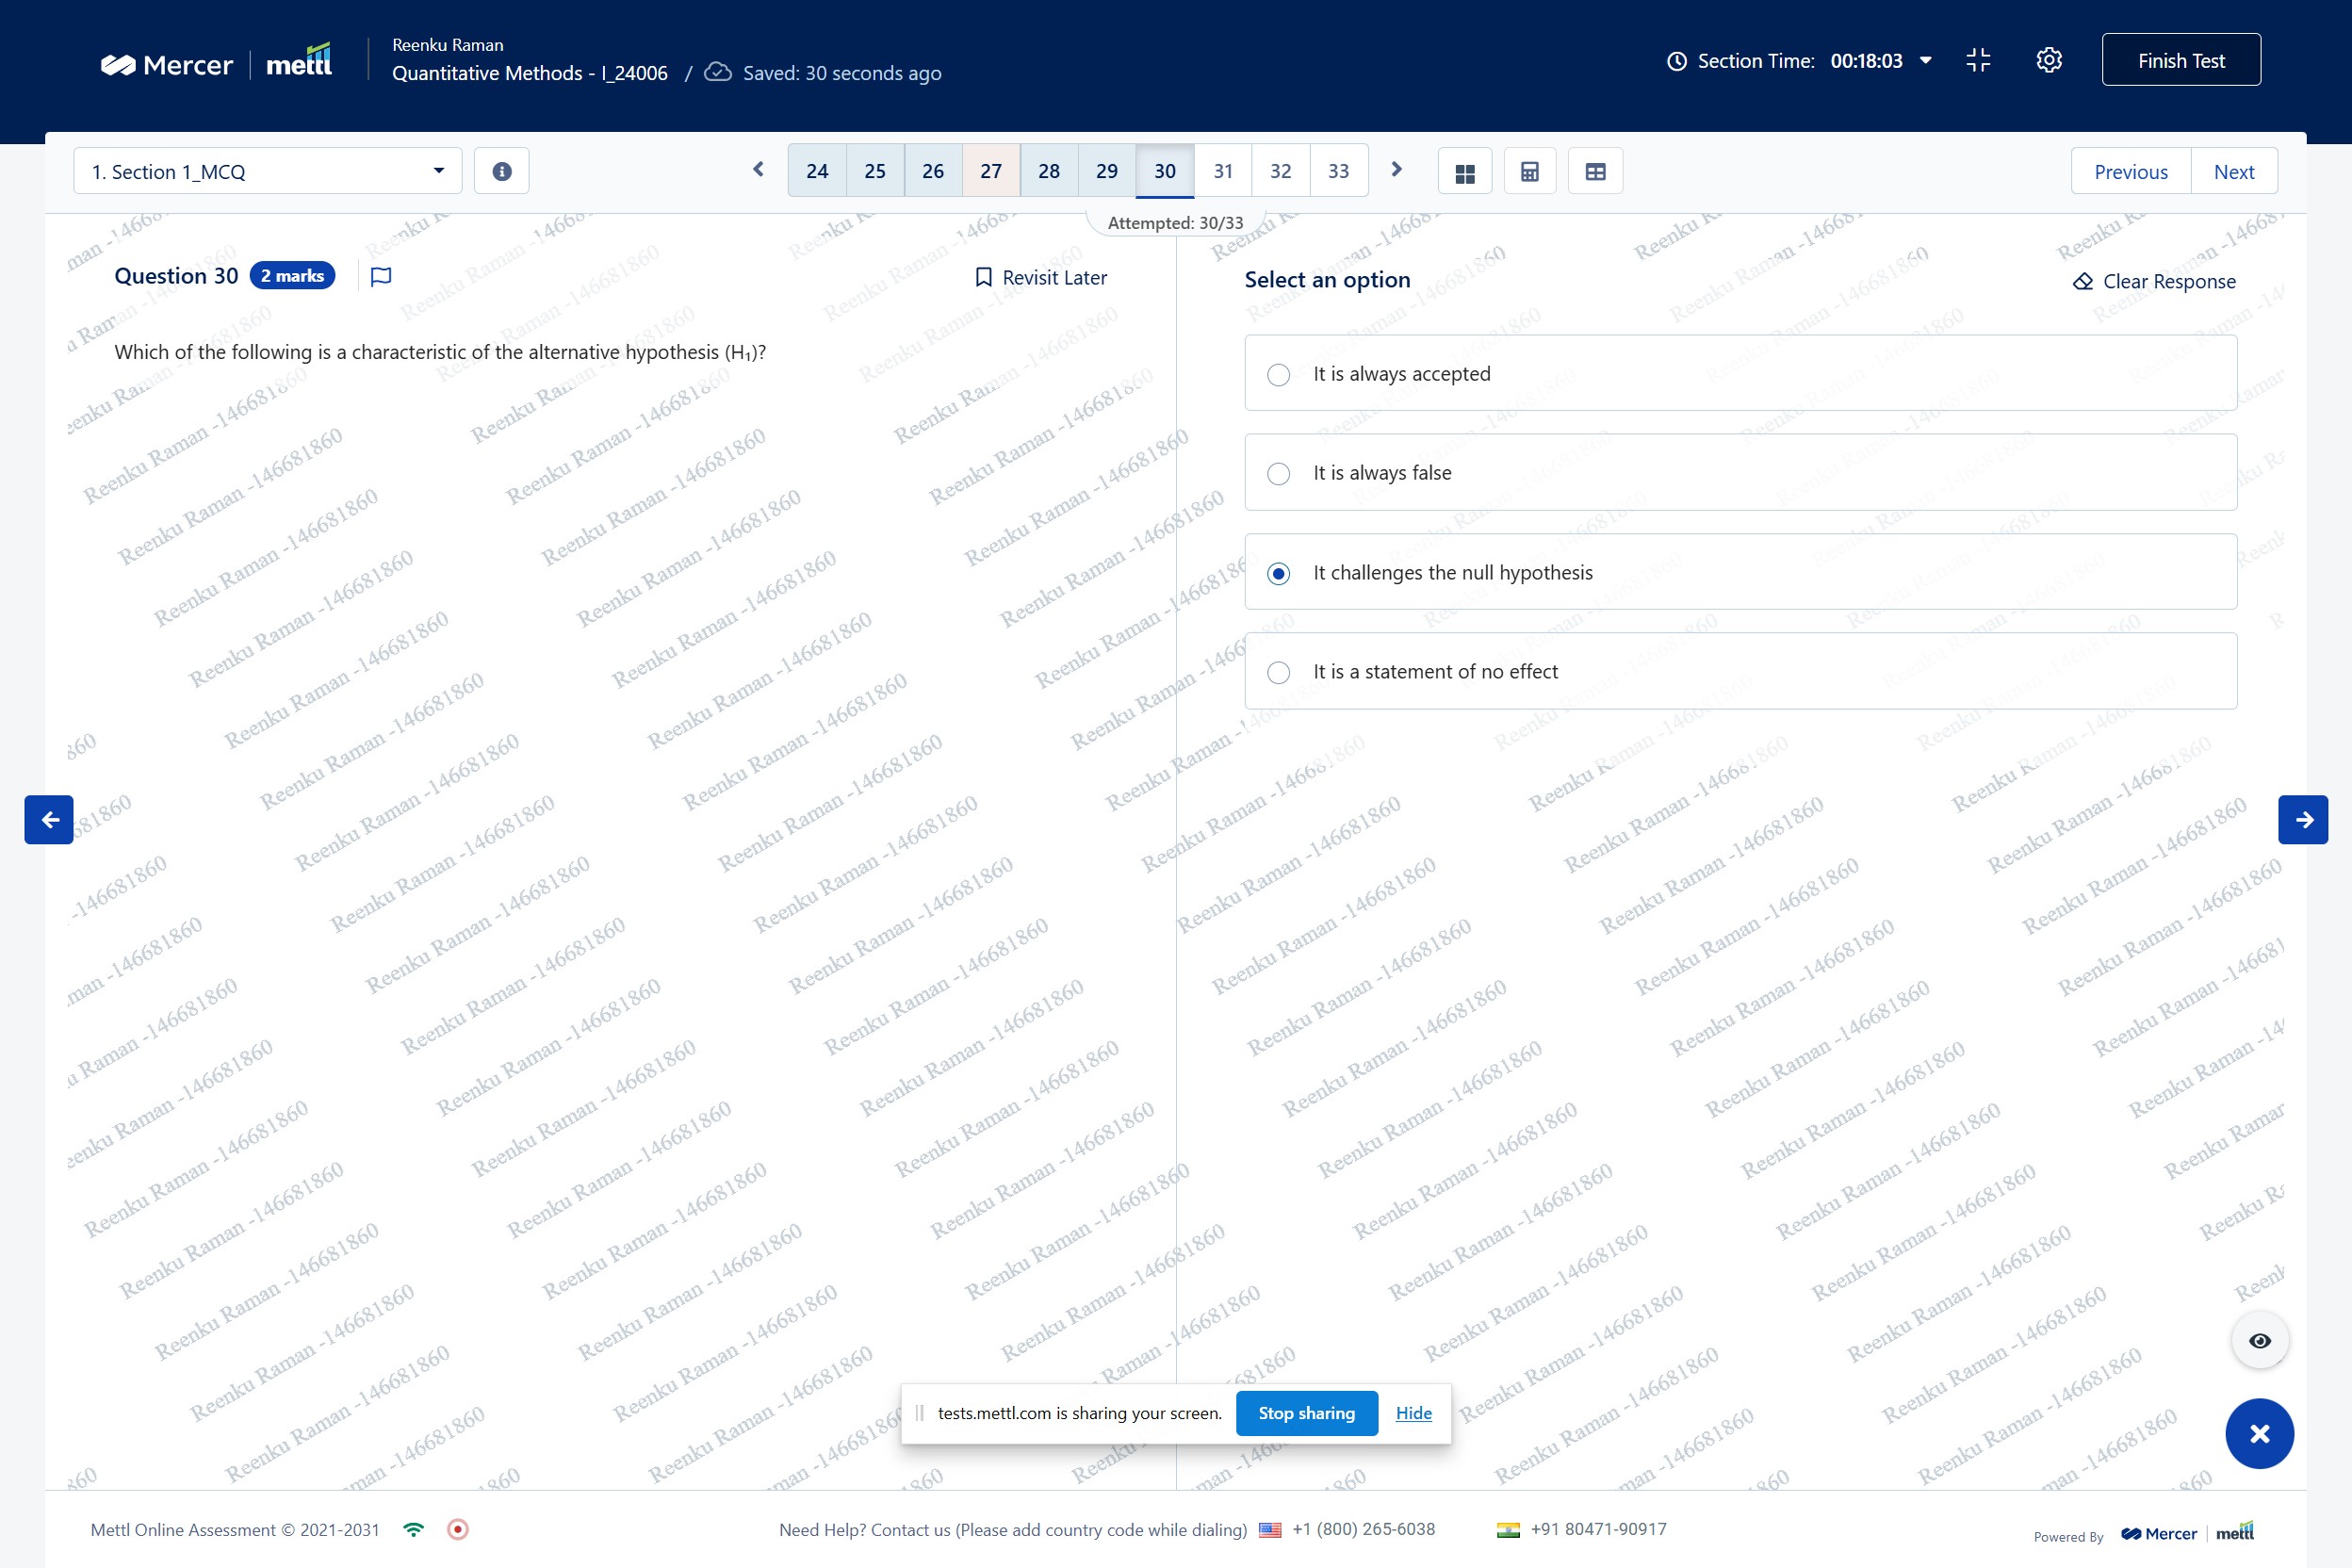 Mercer | mettl
Reenku Raman
Quantitative Methods - I_24006 / Saved: 30 seconds ago
Section Time: 00:18:03
Finish Test
1. Section 1_MCQ
24 25 26 27 28 29 30 31 32 33
Previous Next
Attempted: 30/33
Question 30 2 marks
Revisit Later
Which of the following is a characteristic of the alternative hypothesis (H₁)?
Select an option
Clear Response
It is always accepted
It is always false
It challenges the null hypothesis
It is a statement of no effect
Reenku Raman -146681860
tests.mettl.com is sharing your screen. Stop sharing Hide
Mettl Online Assessment © 2021-2031
Need Help? Contact us (Please add country code while dialing) +1 (800) 265-6038 +91 80471-90917
Powered By Mercer | mettl